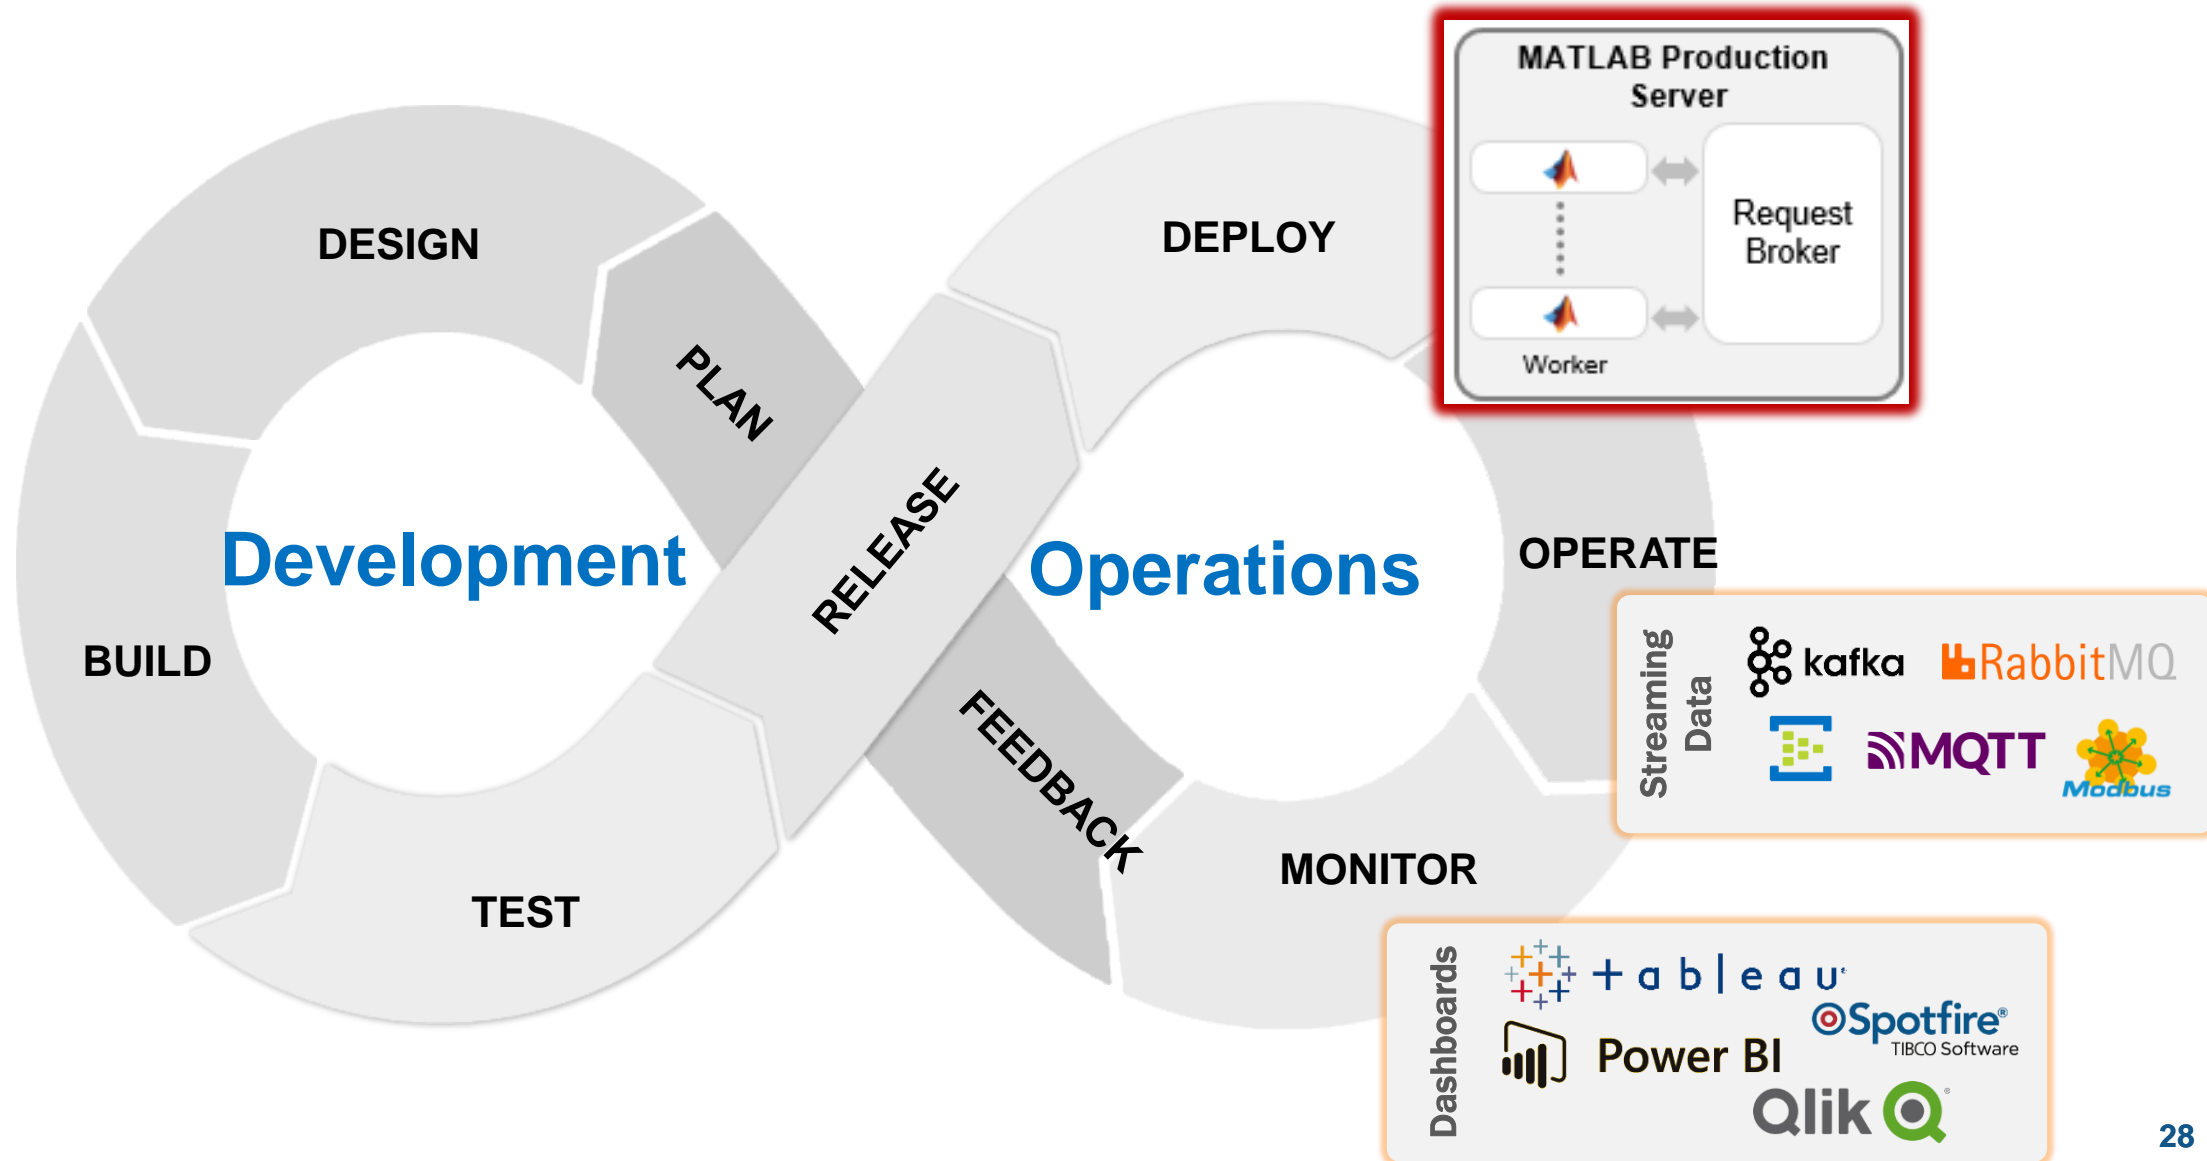 MATLAB Production
Server
Request
Broker
Worker
DESIGN
PLAN
DEPLOY
Development
RELEASE
Operations
OPERATE
BUILD
FEEDBACK
TEST
MONITOR
Streaming
Data
kafka
RabbitMQ
MQTT
Modbus
Dashboards
+ableau
Spotfire®
TIBCO Software
Power BI
Qlik
28